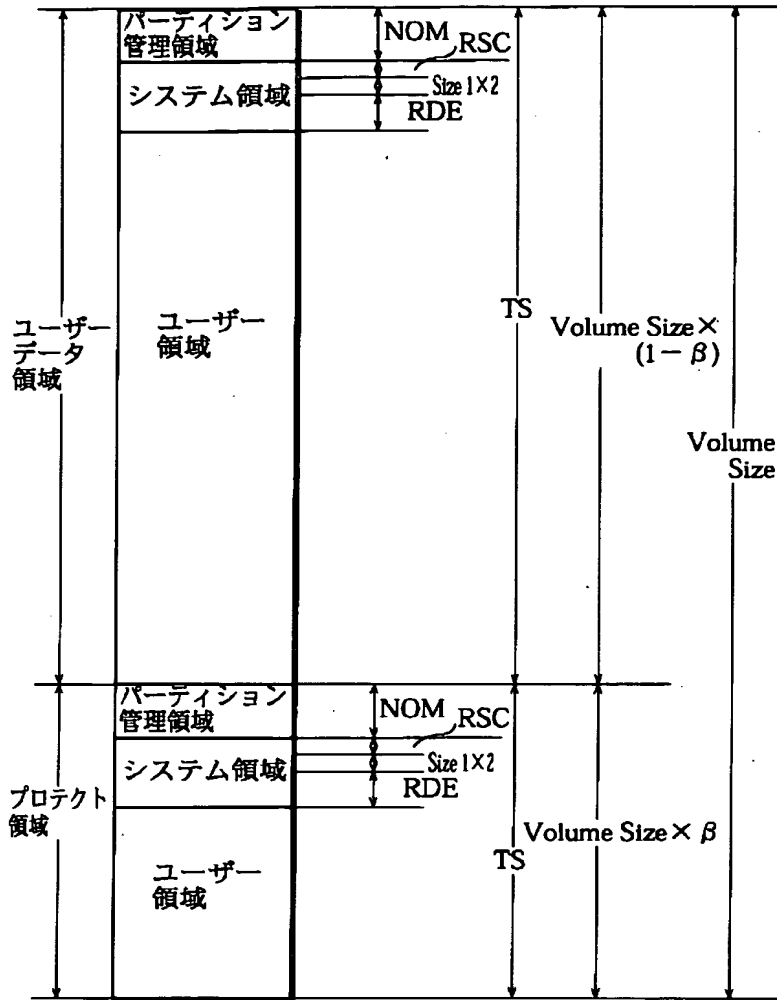 パーティション
管理領域
NOM
RSC
システム領域
Size 1×2
RDE
ユーザー
データ
領域
ユーザー
領域
TS
Volume Size×
(1−β)
Volume
Size
パーティション
管理領域
NOM
RSC
システム領域
Size 1×2
RDE
プロテクト
領域
ユーザー
領域
TS
Volume Size×β